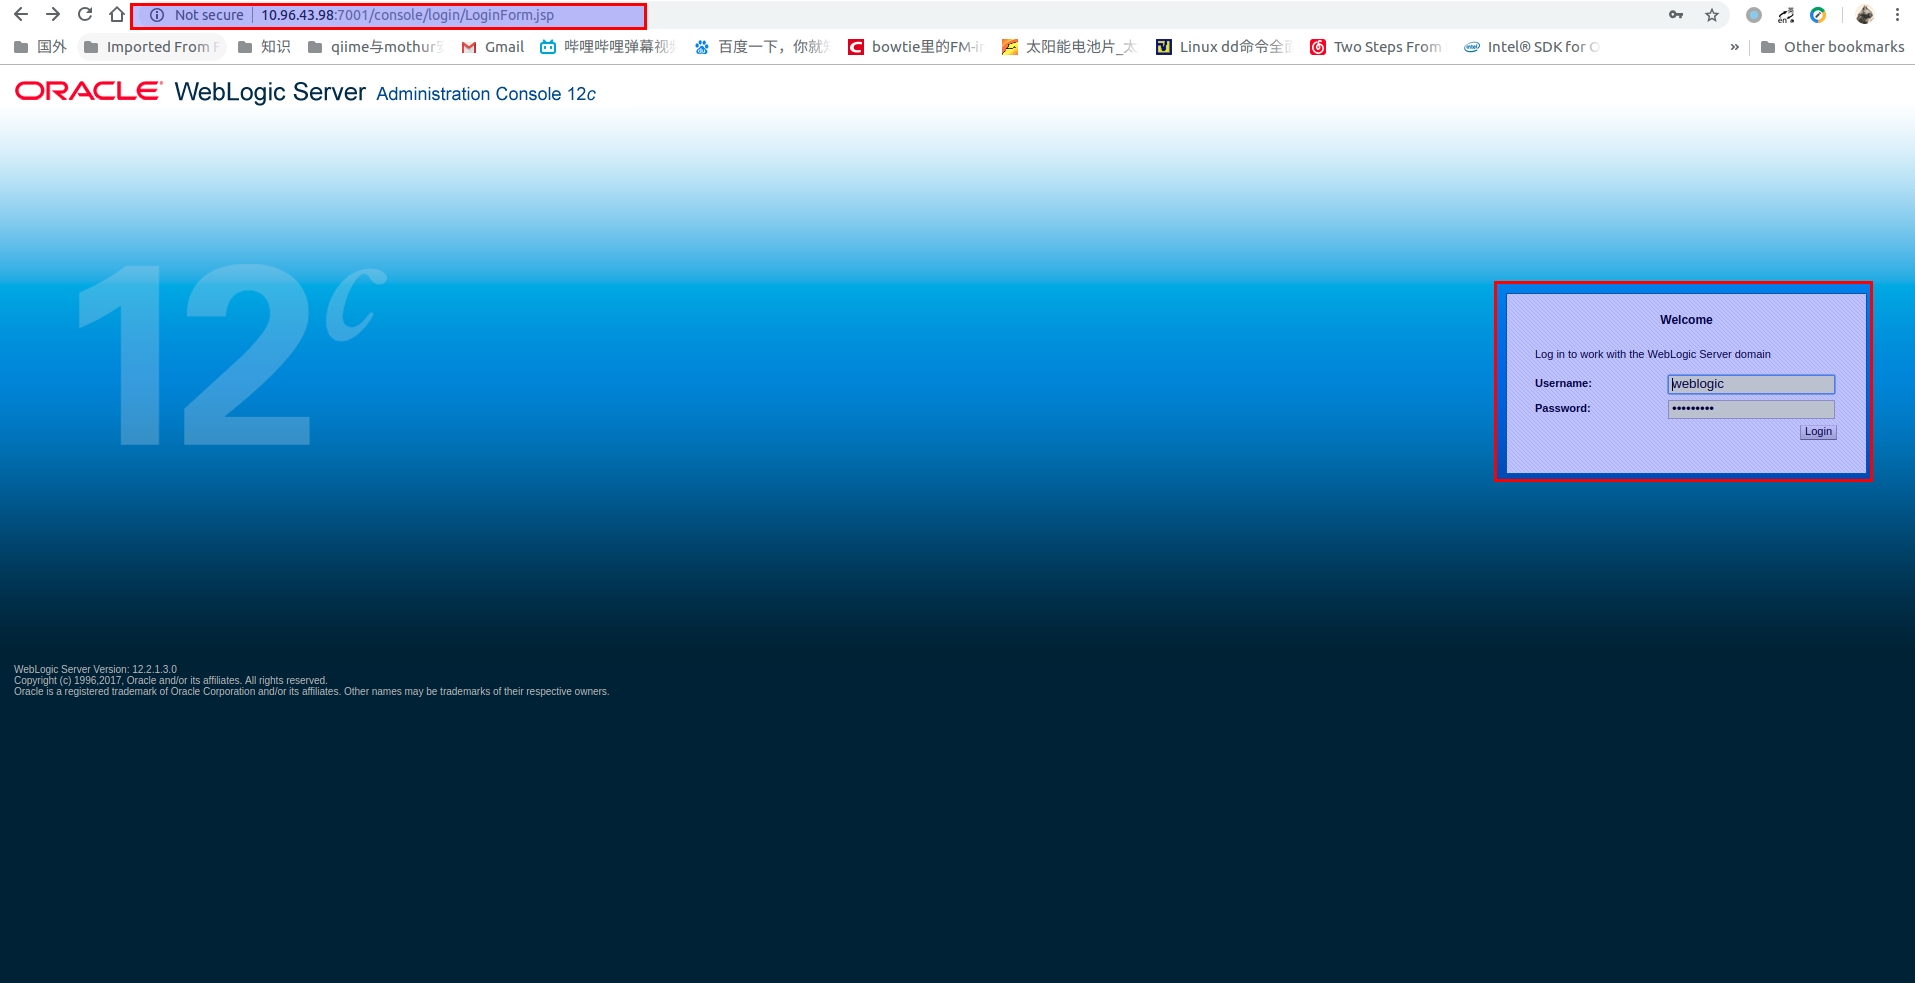 Not secure 10.96.43.98:7001/console/login/LoginForm.jsp
国外 Imported From 知识 qiime与mothur Gmail 哔哩哔哩弹幕视 百度一下，你就 bowtie里的FM-in 太阳能电池片_太 Linux dd命令全 Two Steps From Intel® SDK for O » Other bookmarks
ORACLE WebLogic Server Administration Console 12c
12c
Welcome
Log in to work with the WebLogic Server domain
Username: weblogic
Password: •••••••••
Login
WebLogic Server Version: 12.2.1.3.0
Copyright (c) 1996,2017, Oracle and/or its affiliates. All rights reserved.
Oracle is a registered trademark of Oracle Corporation and/or its affiliates. Other names may be trademarks of their respective owners.